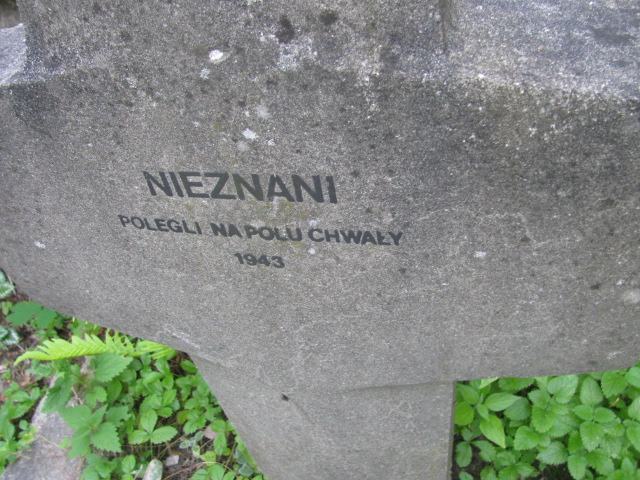 NIEZNANI
POLEGLI NA POLU CHWAŁY
1943